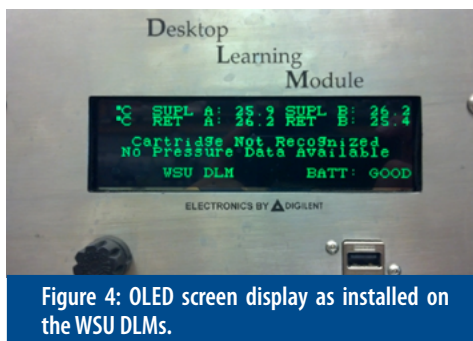 Desktop
Learning
Module
°C SUPL A: 25.9 SUPL B: 26.2
°C RET A: 26.2 RET B: 25.4
Cartridge Not Recognized
No Pressure Data Available
WSU DLM BATT: GOOD
ELECTRONICS BY DIGILENT
Figure 4: OLED screen display as installed on
the WSU DLMs.